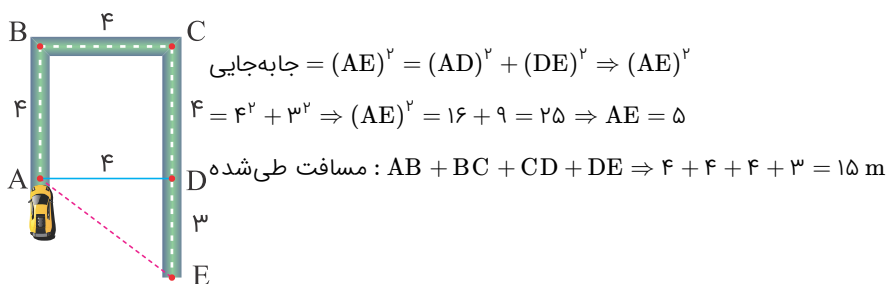 B ۴ C
۴ ۴
A ۴ D
۳
E
جابه‌جایی = (AE)^۲ = (AD)^۲ + (DE)^۲ ⇒ (AE)^۲
= ۴^۲ + ۳^۲ ⇒ (AE)^۲ = ۱۶ + ۹ = ۲۵ ⇒ AE = ۵
مسافت طی‌شده : AB + BC + CD + DE ⇒ ۴ + ۴ + ۴ + ۳ = ۱۵ m